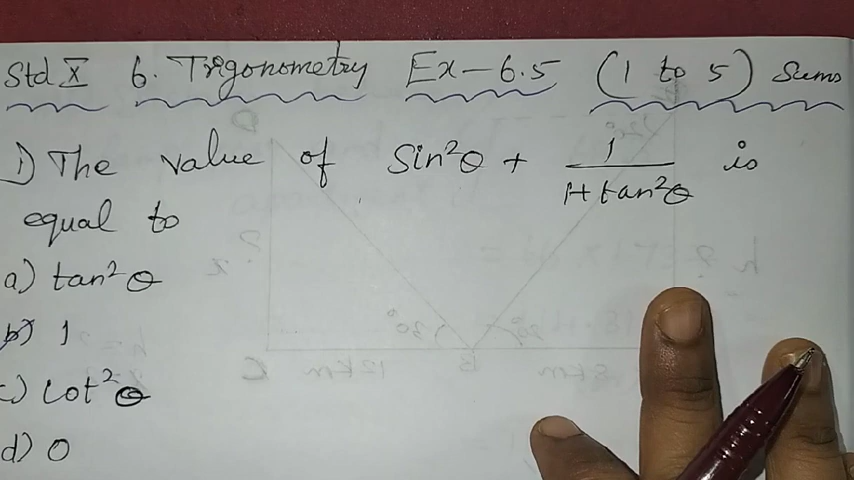 Std X 6. Trigonometry Ex-6.5 (1 to 5) Sums
1) The value of Sin²θ + 1/(1+tan²θ) is
equal to
a) tan²θ
b) 1
c) Cot²θ
d) 0